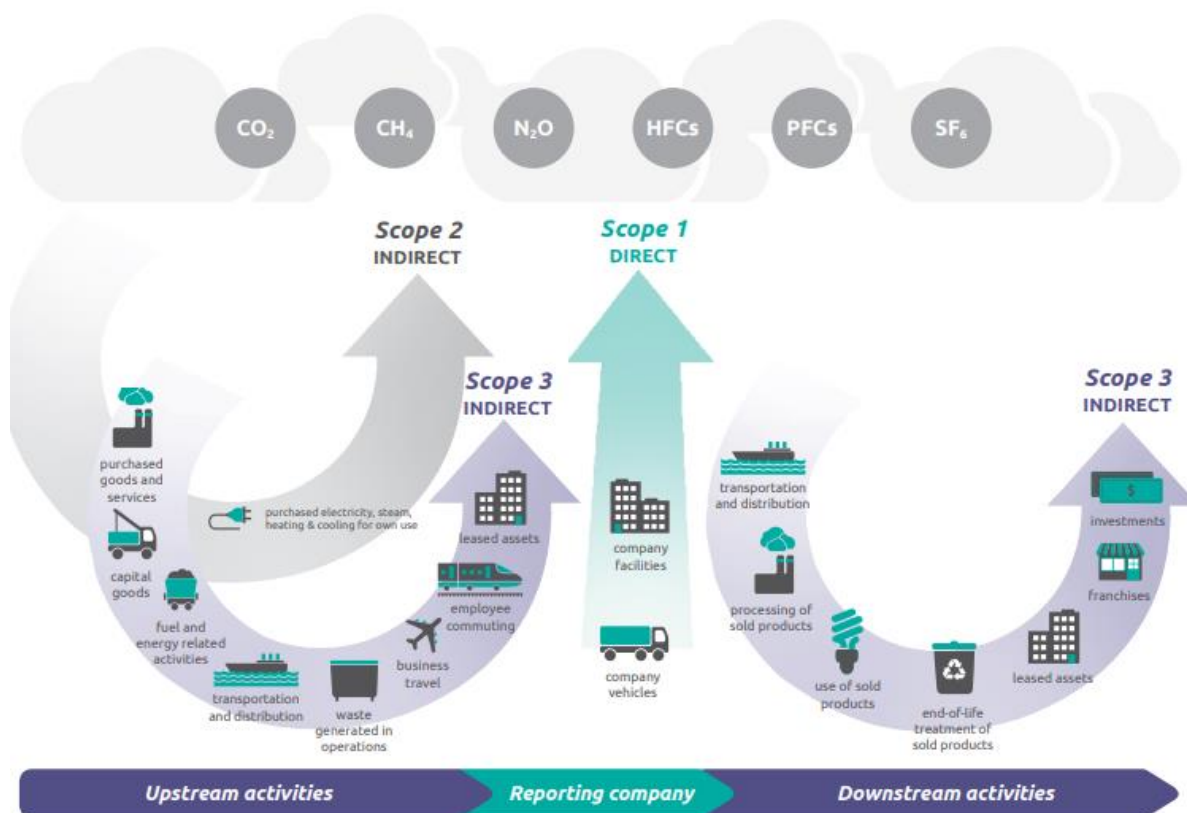 CO₂
CH₄
N₂O
HFCs
PFCs
SF₆
Scope 2
INDIRECT
Scope 1
DIRECT
Scope 3
INDIRECT
Scope 3
INDIRECT
purchased
goods and
services
capital
goods
fuel and
energy related
activities
purchased electricity, steam,
heating & cooling for own use
transportation
and distribution
waste
generated in
operations
business
travel
employee
commuting
leased assets
company
facilities
company
vehicles
transportation
and distribution
processing of
sold products
use of sold
products
end-of-life
treatment of
sold products
leased assets
franchises
$
investments
Upstream activities
Reporting company
Downstream activities